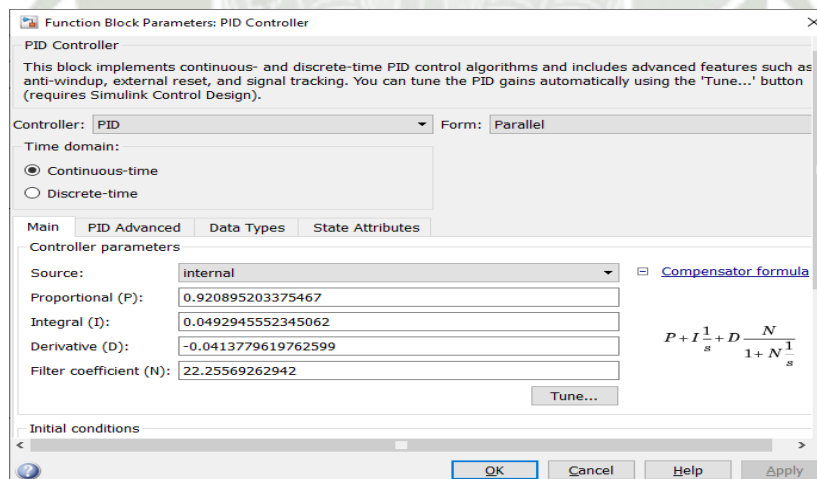 Function Block Parameters: PID Controller
PID Controller
This block implements continuous- and discrete-time PID control algorithms and includes advanced features such as
anti-windup, external reset, and signal tracking. You can tune the PID gains automatically using the 'Tune...' button
(requires Simulink Control Design).
Controller: PID Form: Parallel
Time domain:
Continuous-time
Discrete-time
Main PID Advanced Data Types State Attributes
Controller parameters
Source: internal Compensator formula
Proportional (P): 0.920895203375467
Integral (I): 0.0492945552345062
Derivative (D): -0.0413779619762599
Filter coefficient (N): 22.25569262942
P + I 1/s + D N/(1 + N 1/s)
Tune...
Initial conditions
OK Cancel Help Apply